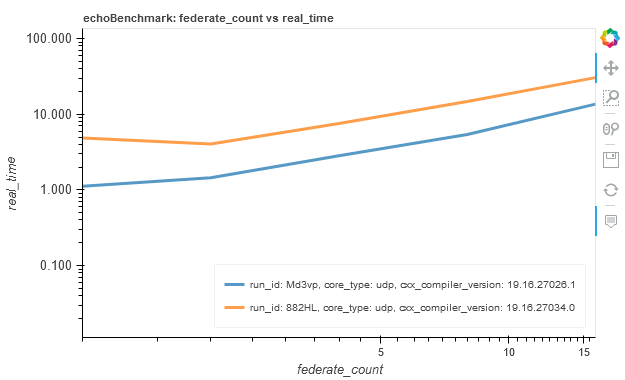 echoBenchmark: federate_count vs real_time
100.000
10.000
1.000
0.100
real_time
run_id: Md3vp, core_type: udp, cxx_compiler_version: 19.16.27026.1
run_id: 882HL, core_type: udp, cxx_compiler_version: 19.16.27034.0
5
10
15
federate_count